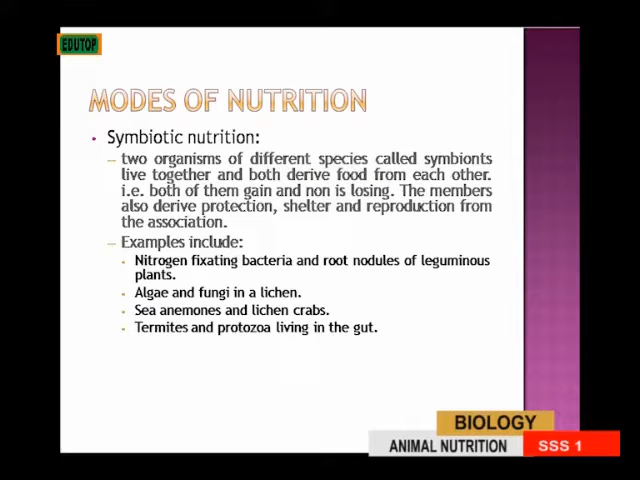 EDUTOP
MODES OF NUTRITION
• Symbiotic nutrition:
– two organisms of different species called symbionts
live together and both derive food from each other.
i.e. both of them gain and non is losing. The members
also derive protection, shelter and reproduction from
the association.
– Examples include:
• Nitrogen fixating bacteria and root nodules of leguminous
plants.
• Algae and fungi in a lichen.
• Sea anemones and lichen crabs.
• Termites and protozoa living in the gut.
BIOLOGY
ANIMAL NUTRITION SSS 1